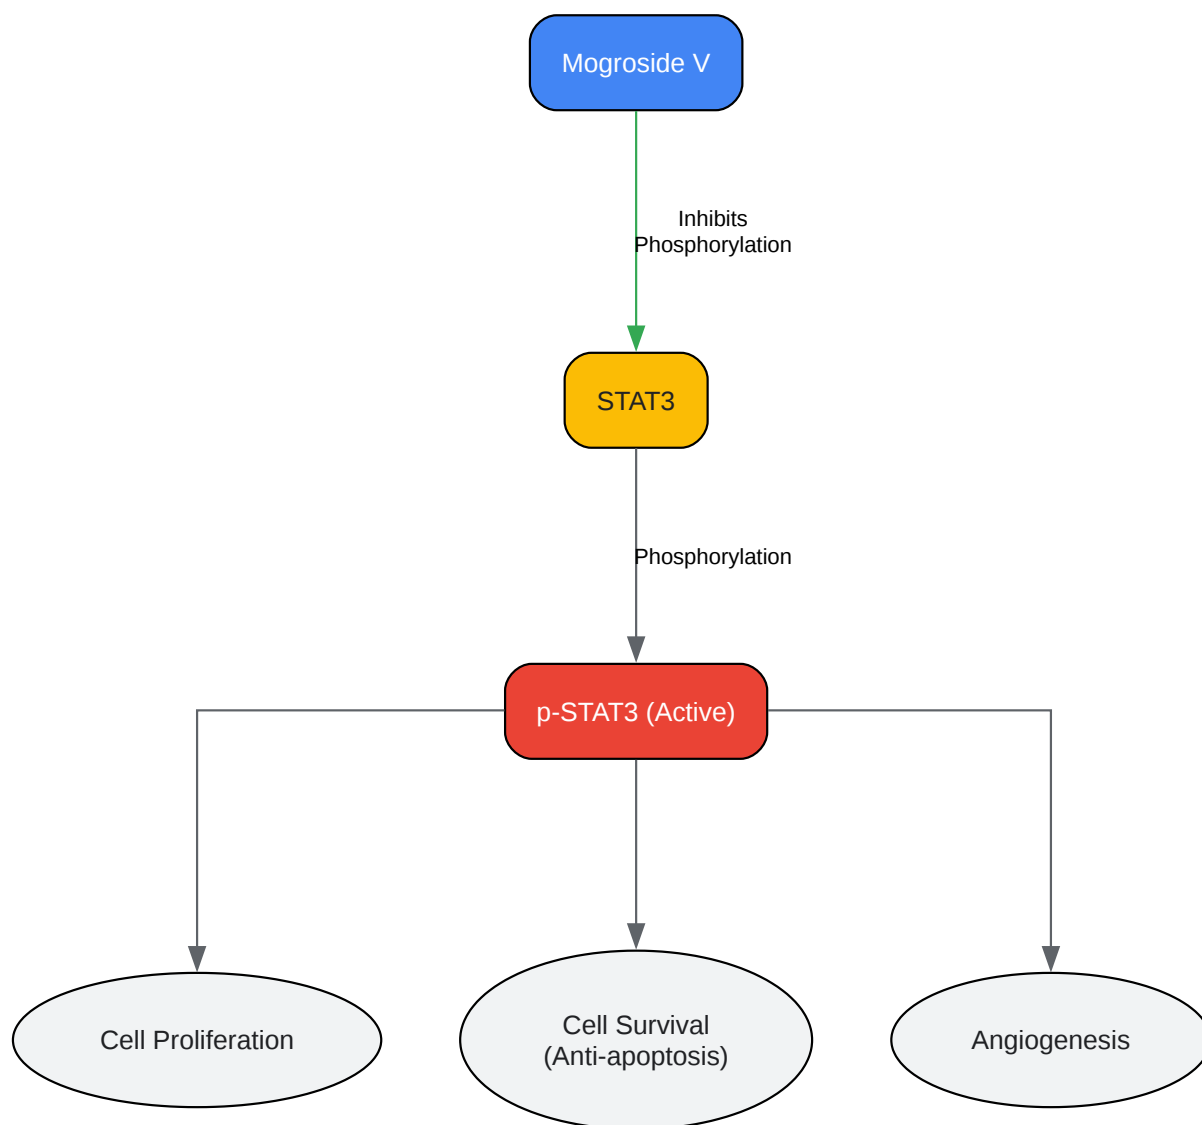 Mogroside V
Inhibits
Phosphorylation
STAT3
Phosphorylation
p-STAT3 (Active)
Cell Proliferation
Cell Survival
(Anti-apoptosis)
Angiogenesis